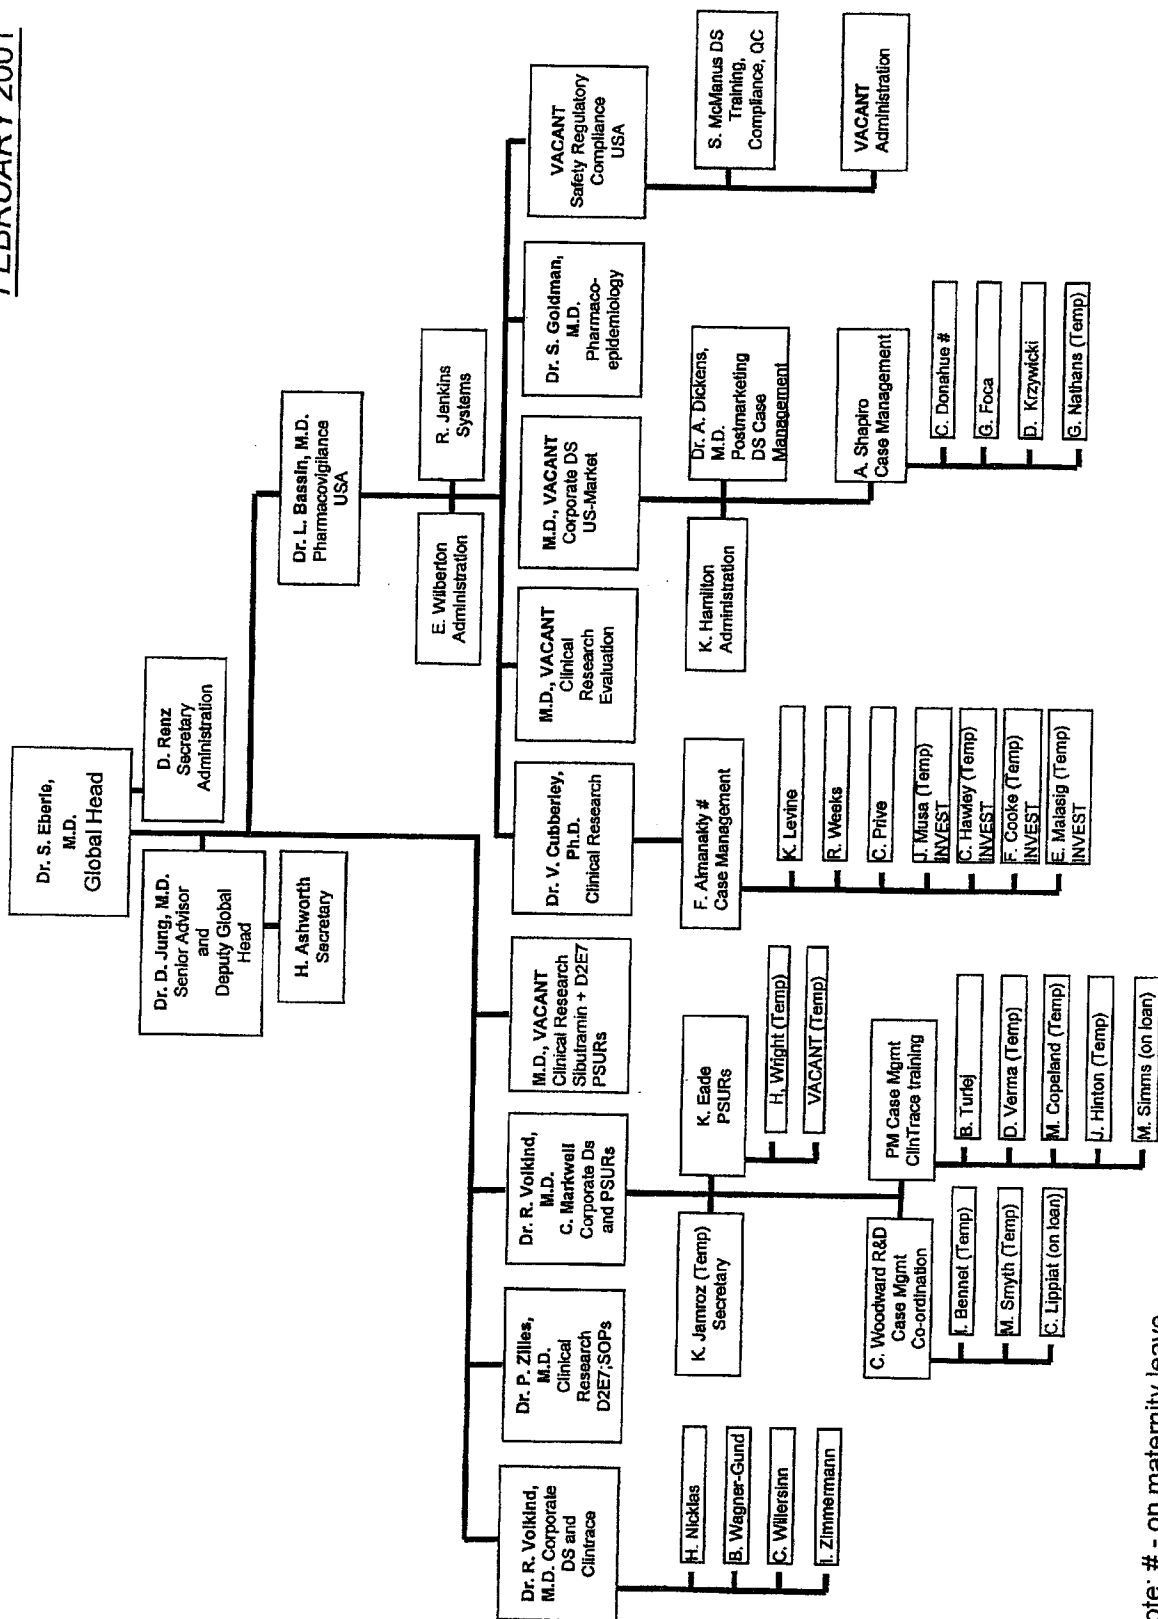 FEBRUARY 2001
Dr. S. Eberle,
M.D.
Global Head
D. Renz
Secretary
Administration
Dr. D. Jung, M.D.
Senior Advisor
and
Deputy Global
Head
H. Ashworth
Secretary
Dr. L. Bassin, M.D.
Pharmacovigilance
USA
E. Wilberton
Administration
R. Jenkins
Systems
Dr. R. Volkind,
M.D. Corporate
DS and
Clintrace
Dr. P. Zilles,
M.D.
Clinical
Research
D2E7;SOPs
Dr. R. Volkind,
M.D.
C. Markwell
Corporate Ds
and PSURs
M.D., VACANT
Clinical Research
Sibutramin + D2E7
PSURs
Dr. V. Cubberley,
Ph.D.
Clinical Research
M.D., VACANT
Clinical
Research
Evaluation
M.D., VACANT
Corporate DS
US-Market
Dr. S. Goldman,
M.D.
Pharmaco-
epidemiology
VACANT
Safety Regulatory
Compliance
USA
H. Nicklas
B. Wagner-Gund
C. Willersinn
I. Zimmermann
K. Jamroz (Temp)
Secretary
K. Eade
PSURs
H, Wright (Temp)
VACANT (Temp)
C. Woodward R&D
Case Mgmt
Co-ordination
I. Bennet (Temp)
M. Smyth (Temp)
C. Lippiat (on loan)
PM Case Mgmt
ClinTrace training
B. Turlej
D. Verma (Temp)
M. Copeland (Temp)
J. Hinton (Temp)
M. Simms (on loan)
F. Almanakly #
Case Management
K. Levine
R. Weeks
C. Prive
J. Musa (Temp)
INVEST
C. Hawley (Temp)
INVEST
F. Cooke (Temp)
INVEST
E. Malasig (Temp)
INVEST
K. Hamilton
Administration
Dr. A. Dickens,
M.D.
Postmarketing
DS Case
Management
A. Shapiro
Case Management
C. Donahue #
G. Foca
D. Krzywicki
G. Nathans (Temp)
S. McManus DS
Training,
Compliance, QC
VACANT
Administration
ote: # - on maternity leave